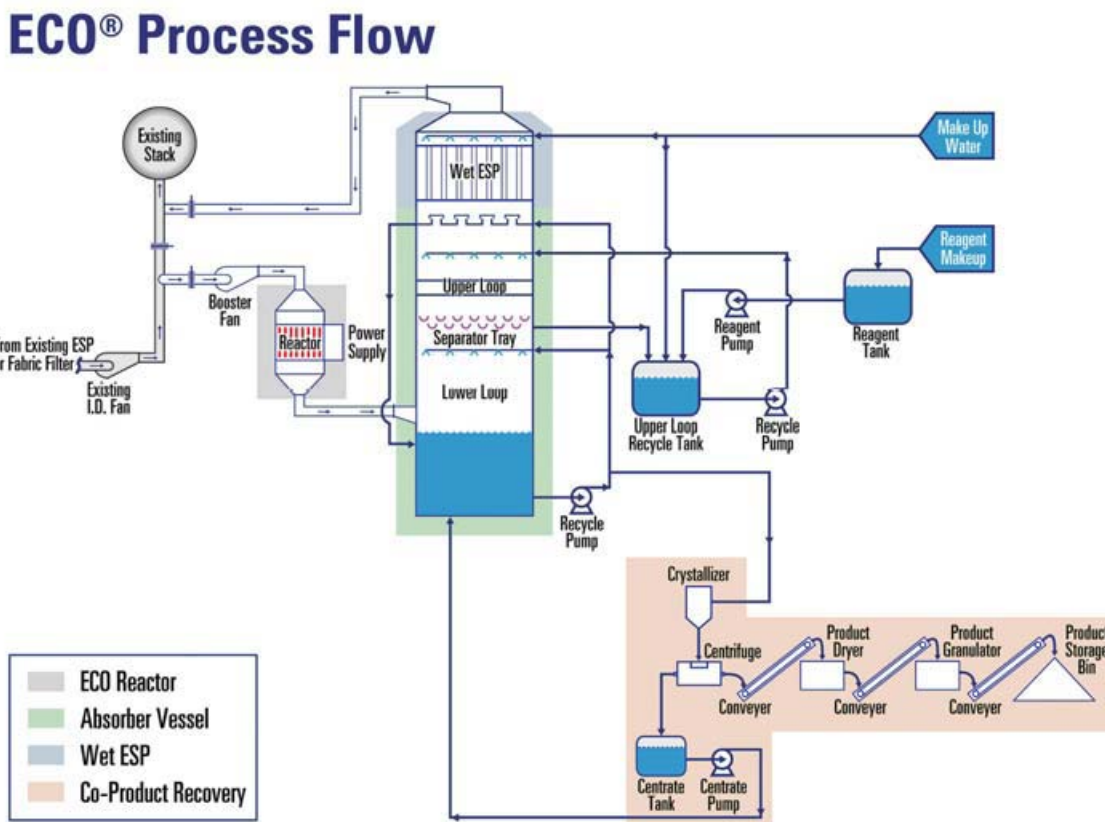 ECO® Process Flow
Existing
Stack
Wet ESP
Make Up
Water
Reagent
Makeup
Booster
Fan
Upper Loop
Reagent
Pump
Reagent
Tank
Reactor
Power
Supply
Separator Tray
From Existing ESP
r Fabric Filter
Existing
I.D. Fan
Lower Loop
Upper Loop
Recycle Tank
Recycle
Pump
Recycle
Pump
Crystallizer
Centrifuge
Product
Dryer
Product
Granulator
Product
Storage
Bin
Conveyer
Conveyer
Conveyer
Centrate
Tank
Centrate
Pump
ECO Reactor
Absorber Vessel
Wet ESP
Co-Product Recovery